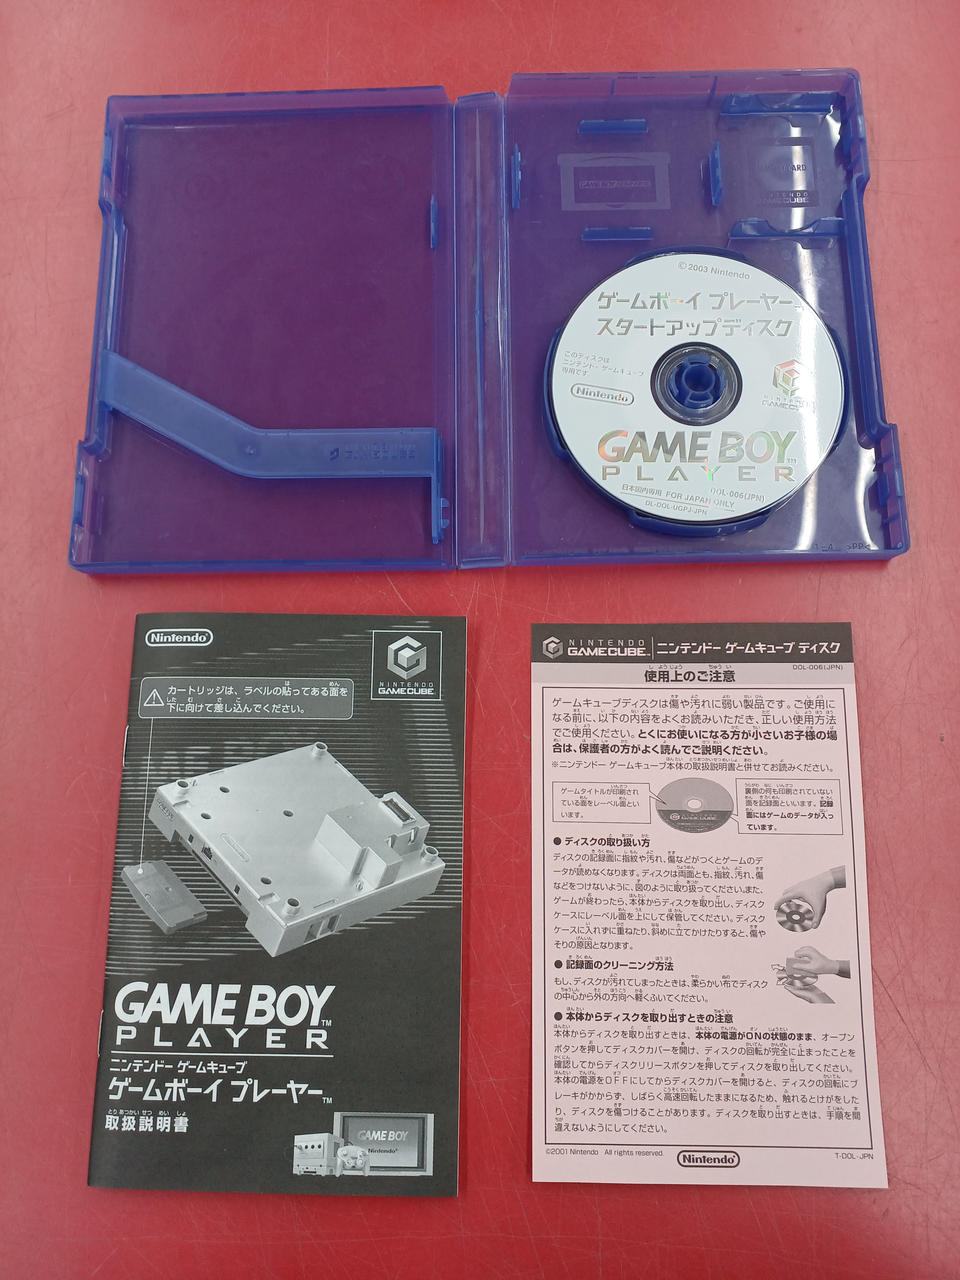 GAME BOY ADVANCE
NINTENDO
GAMECUBE
© 2003 Nintendo
ゲームボーイ プレーヤー™
スタートアップディスク
このディスクは
ニンテンドー ゲームキューブ
専用です。
Nintendo
NINTENDO
GAMECUBE
GAME BOY™
PLAYER
DOL-006(JPN)
日本国内専用 FOR JAPAN ONLY
DL-DOL-UGPJ-JPN
>PP<
GAMECUBE
Nintendo
NINTENDO
GAMECUBE™
カートリッジは、ラベルの貼ってある面を
下に向けて差し込んでください。
GAME BOY™
PLAYER
ニンテンドー ゲームキューブ
ゲームボーイ プレーヤー™
取扱説明書
GAME BOY
Nintendo
NINTENDO
GAMECUBE™
ニンテンドー ゲームキューブ ディスク
DOL-006(JPN)
使用上のご注意
ゲームキューブディスクは傷や汚れに弱い製品です。ご使用に
なる前に、以下の内容をよくお読みいただき、正しい使用方法
でご使用ください。とくにお使いになる方が小さいお子様の場
合は、保護者の方がよく読んでご説明ください。
※ニンテンドー ゲームキューブ本体の取扱説明書と併せてお読みください。
ゲームタイトルが印刷され
ている面をレーベル面とい
います。
裏側の何も印刷されていない
面を記録面といいます。記録
面にはゲームのデータが入っ
ています。
● ディスクの取り扱い方
ディスクの記録面に指紋や汚れ、傷などがつくとゲームのデ
ータが読めなくなります。ディスクは両面とも、指紋、汚れ、傷
などをつけないように、図のように取り扱ってください。また、
ゲームが終わったら、本体からディスクを取り出し、ディスク
ケースにレーベル面を上にして保管してください。ディスク
ケースに入れずに重ねたり、斜めに立てかけたりすると、傷や
そりの原因となります。
● 記録面のクリーニング方法
もし、ディスクが汚れてしまったときは、柔らかい布でディスク
の中心から外の方向へ軽くふいてください。
● 本体からディスクを取り出すときの注意
本体からディスクを取り出すときは、本体の電源がONの状態のまま、オープン
ボタンを押してディスクカバーを開け、ディスクの回転が完全に止まったことを
確認してからディスクリリースボタンを押してディスクを取り出してください。
本体の電源をOFFにしてからディスクカバーを開けると、ディスクの回転にブ
レーキがかからず、しばらく高速回転したままになるため、触れるとけがをした
り、ディスクを傷つけることがあります。ディスクを取り出すときは、手順を間
違えないようにしてください。
©2001 Nintendo All rights reserved.
Nintendo
T-DOL-JPN